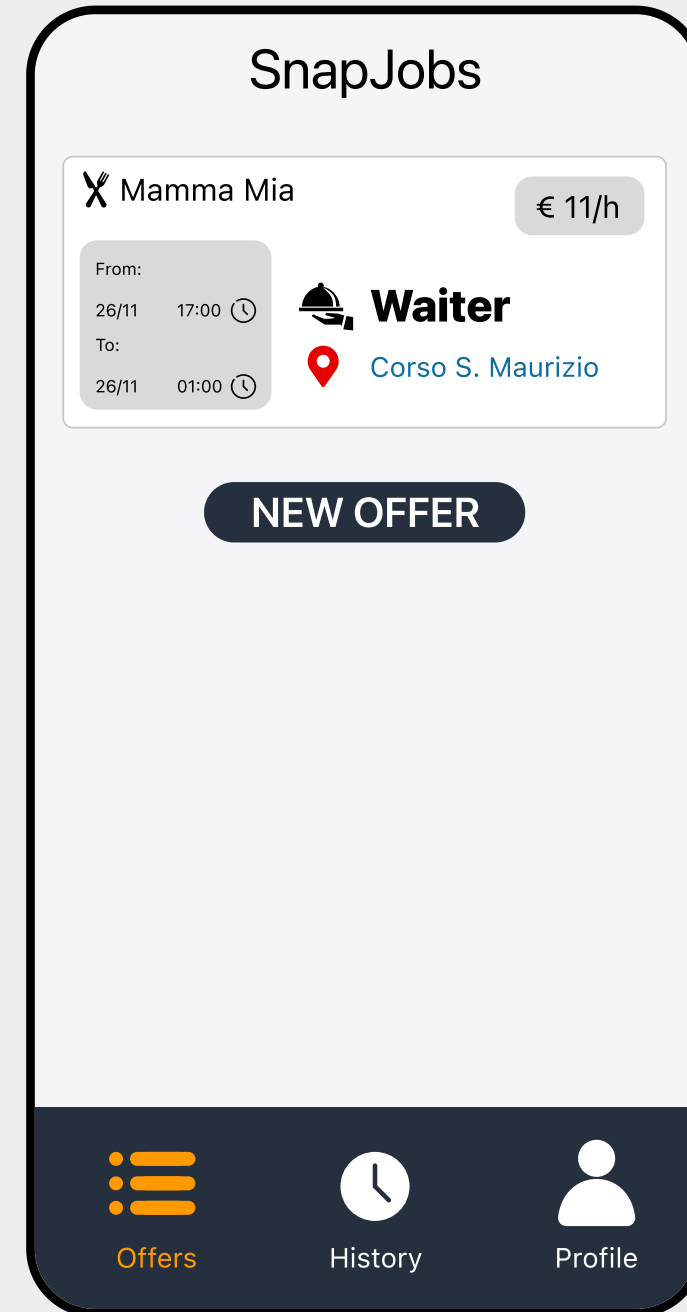 SnapJobs
Mamma Mia
€ 11/h
From:
26/11 17:00
To:
26/11 01:00
Waiter
Corso S. Maurizio
NEW OFFER
Offers
History
Profile